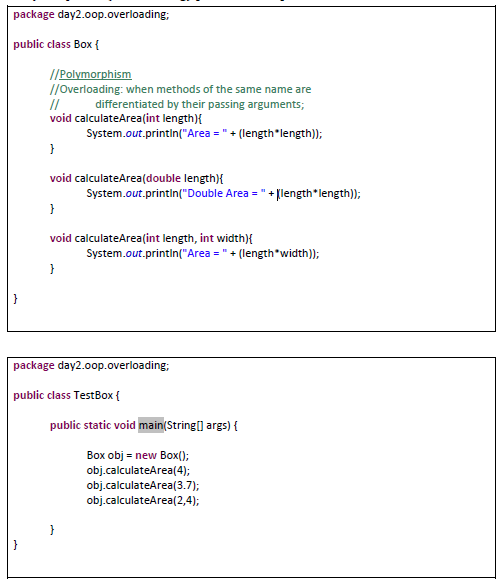 package day2.oop.overloading;
public class Box {
//Polymorphism
//Overloading: when methods of the same name are
// differentiated by their passing arguments;
void calculateArea(int length){
System.out.println("Area = " + (length*length));
}
void calculateArea(double length){
System.out.println("Double Area = " + (length*length));
}
void calculateArea(int length, int width){
System.out.println("Area = " + (length*width));
}
}
package day2.oop.overloading;
public class TestBox {
public static void main(String[] args) {
Box obj = new Box();
obj.calculateArea(4);
obj.calculateArea(3.7);
obj.calculateArea(2,4);
}
}